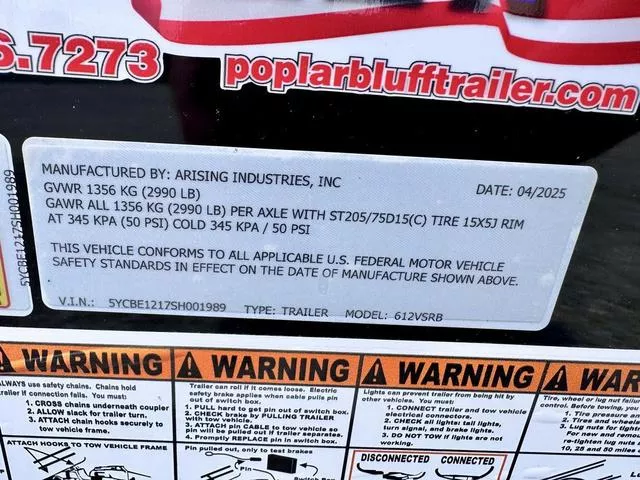 6.7273
poplarblufftrailer.com
5YCBE1217SH001989
MANUFACTURED BY: ARISING INDUSTRIES, INC
DATE: 04/2025
GVWR 1356 KG (2990 LB)
GAWR ALL 1356 KG (2990 LB) PER AXLE WITH ST205/75D15(C) TIRE 15X5J RIM
AT 345 KPA (50 PSI) COLD 345 KPA / 50 PSI
THIS VEHICLE CONFORMS TO ALL APPLICABLE U.S. FEDERAL MOTOR VEHICLE
SAFETY STANDARDS IN EFFECT ON THE DATE OF MANUFACTURE SHOWN ABOVE.
V.I.N.: 5YCBE1217SH001989 TYPE: TRAILER MODEL: 612VSRB
WARNING
ALWAYS use safety chains. Chains hold
trailer if connection fails. You must:
1. CROSS chains underneath coupler
2. ALLOW slack for trailer turn.
3. ATTACH chain hooks securely to
tow vehicle frame.
ATTACH HOOKS TO TOW VEHICLE FRAME
WARNING
Trailer can roll if it comes loose. Electric
safety brake applies when cable pulls pin
out of switch box.
1. PULL hard to get pin out of switch box.
2. CHECK brake by PULLING TRAILER
with tow vehicle.
3. ATTACH pin CABLE to TOW vehicle so
pin will be pulled if trailer separates.
4. Promptly REPLACE pin in switch box.
Pin pulled out, only to test brakes
Pin
Switch Box
WARNING
Lights can prevent trailer from being hit by
other vehicles. You must:
1. CONNECT trailer and tow vehicle
electrical connectors.
2. CHECK all lights: tail lights,
turn signal, and brake lights.
3. DO NOT TOW if lights are not
working.
DISCONNECTED CONNECTED
WAR
Tire, wheel or lug nut failure
control. Before towing, you
1. Tire pressure
2. Tires and wheels
3. Lug nuts for tight
For new and remo
re-tighten lug nuts
10, 25 and 50 miles